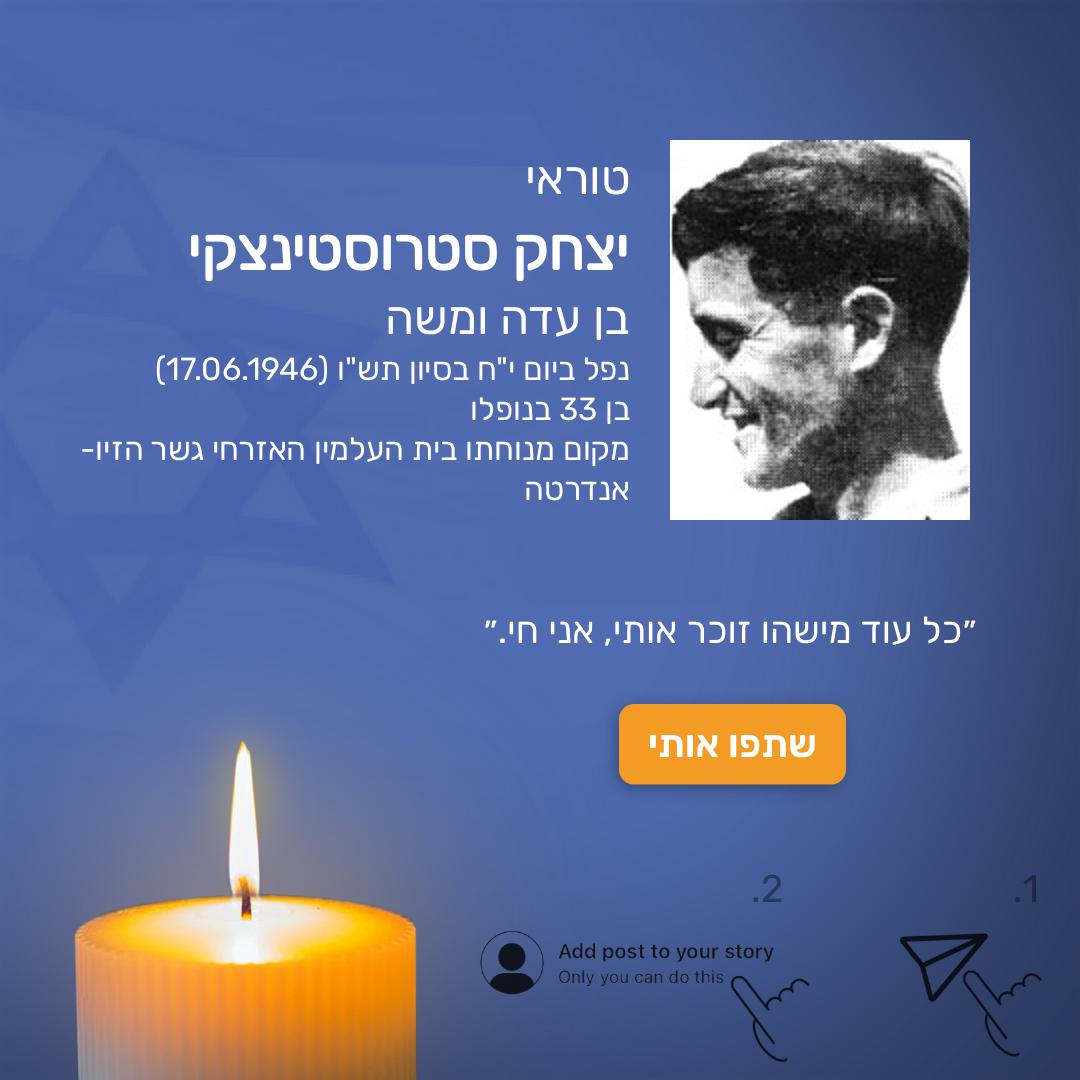 טוראי
יצחק סטרוסטינצקי
בן עדה ומשה
נפל ביום י"ח בסיון תש"ו (17.06.1946)
בן 33 בנופלו
מקום מנוחתו בית העלמין האזרחי גשר הזיו-
אנדרטה
״כל עוד מישהו זוכר אותי, אני חי.״
שתפו אותי
1.
2.
Add post to your story
Only you can do this